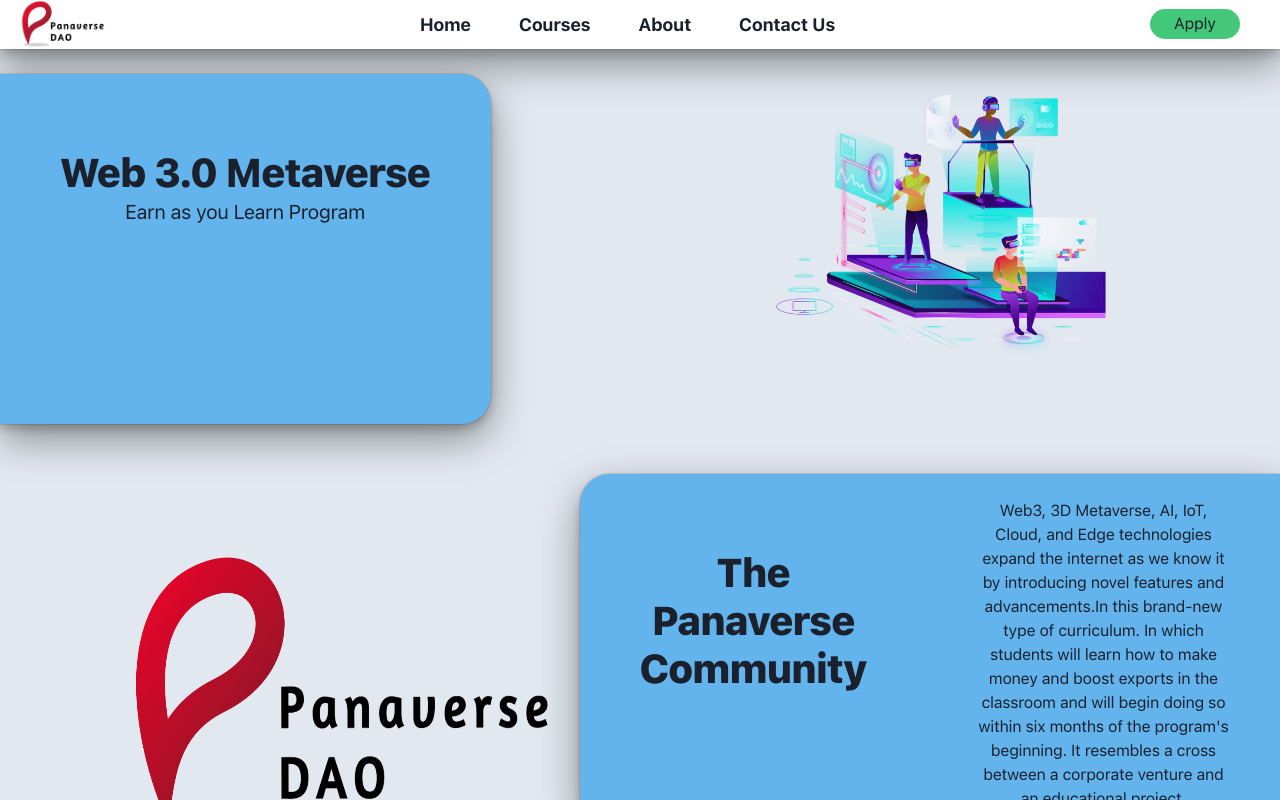 Panaverse
DAO
Home
Courses
About
Contact Us
Apply
Web 3.0 Metaverse
Earn as you Learn Program
Panaverse
DAO
The
Panaverse
Community
Web3, 3D Metaverse, AI, IoT,
Cloud, and Edge technologies
expand the internet as we know it
by introducing novel features and
advancements.In this brand-new
type of curriculum. In which
students will learn how to make
money and boost exports in the
classroom and will begin doing so
within six months of the program's
beginning. It resembles a cross
between a corporate venture and
an educational project.